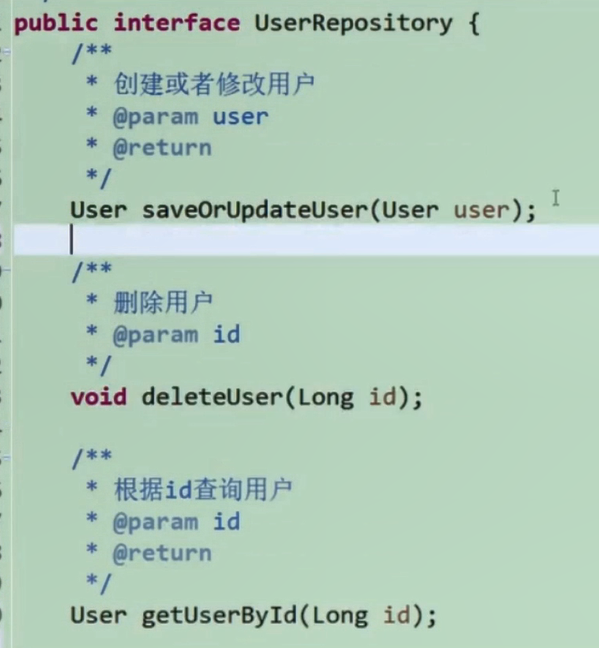 public interface UserRepository {
/**
* 创建或者修改用户
* @param user
* @return
*/
User saveOrUpdateUser(User user);
/**
* 删除用户
* @param id
*/
void deleteUser(Long id);
/**
* 根据id查询用户
* @param id
* @return
*/
User getUserById(Long id);